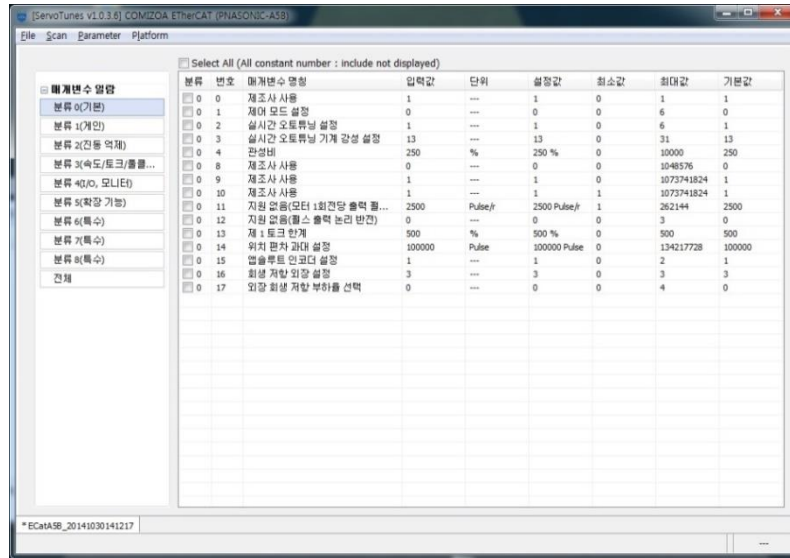 [ServoTunes v1.0.3.6] COMIZOA ETherCAT (PNASONIC-A5B)
File Scan Parameter Platform
Select All (All constant number : include not displayed)
매개변수 열람
분류 0(기본)
분류 1(게인)
분류 2(진동 억제)
분류 3(속도/토크/풀클...
분류 4(I/O, 모니터)
분류 5(확장 기능)
분류 6(특수)
분류 7(특수)
분류 8(특수)
전체
분류 번호 매개변수 명칭 입력값 단위 설정값 최소값 최대값 기본값
0 0 제조사 사용 1 --- 1 0 1 1
0 1 제어 모드 설정 0 --- 0 0 6 0
0 2 실시간 오토튜닝 설정 1 --- 1 0 6 1
0 3 실시간 오토튜닝 기계 강성 설정 13 --- 13 0 31 13
0 4 관성비 250 % 250 % 0 10000 250
0 8 제조사 사용 0 --- 0 0 1048576 0
0 9 제조사 사용 1 --- 1 0 1073741824 1
0 10 제조사 사용 1 --- 1 1 1073741824 1
0 11 지원 없음(모터 1회전당 출력 펄... 2500 Pulse/r 2500 Pulse/r 1 262144 2500
0 12 지원 없음(펄스 출력 논리 반전) 0 --- 0 0 3 0
0 13 제 1 토크 한계 500 % 500 % 0 500 500
0 14 위치 편차 과대 설정 100000 Pulse 100000 Pulse 0 134217728 100000
0 15 앱솔루트 인코더 설정 1 --- 1 0 2 1
0 16 회생 저항 외장 설정 3 --- 3 0 3 3
0 17 외장 회생 저항 부하률 선택 0 --- 0 0 4 0
* ECatA5B_20141030141217
---